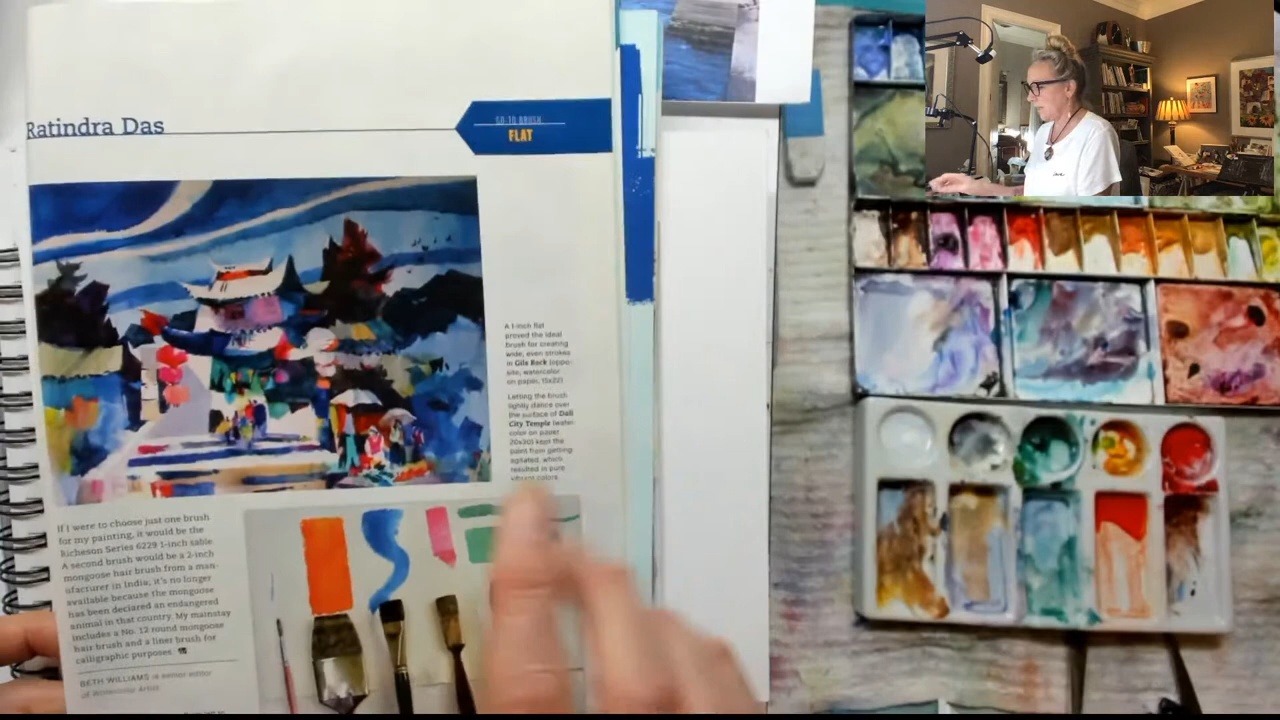 Ratindra Das
GO-TO BRUSH
FLAT
A 1-inch flat
proved the ideal
brush for creating
wide, even strokes
in Gile Rock (oppo-
site; watercolor
on paper, 15x22)
Letting the brush
lightly dance over
the surface of Dali
City Temple (water-
color on paper
20x30) kept the
paint from getting
agitated, which
resulted in pure
vibrant colors
If I were to choose just one brush
for my painting, it would be the
Richeson Series 6229 1-inch sable
A second brush would be a 2-inch
mongoose hair brush from a man-
ufacturer in India; it's no longer
available because the mongoose
has been declared an endangered
animal in that country. My mainstay
includes a No. 12 round mongoose
hair brush and a liner brush for
calligraphic purposes.
BETH WILLIAMS is senior editor
of Watercolor Artist.